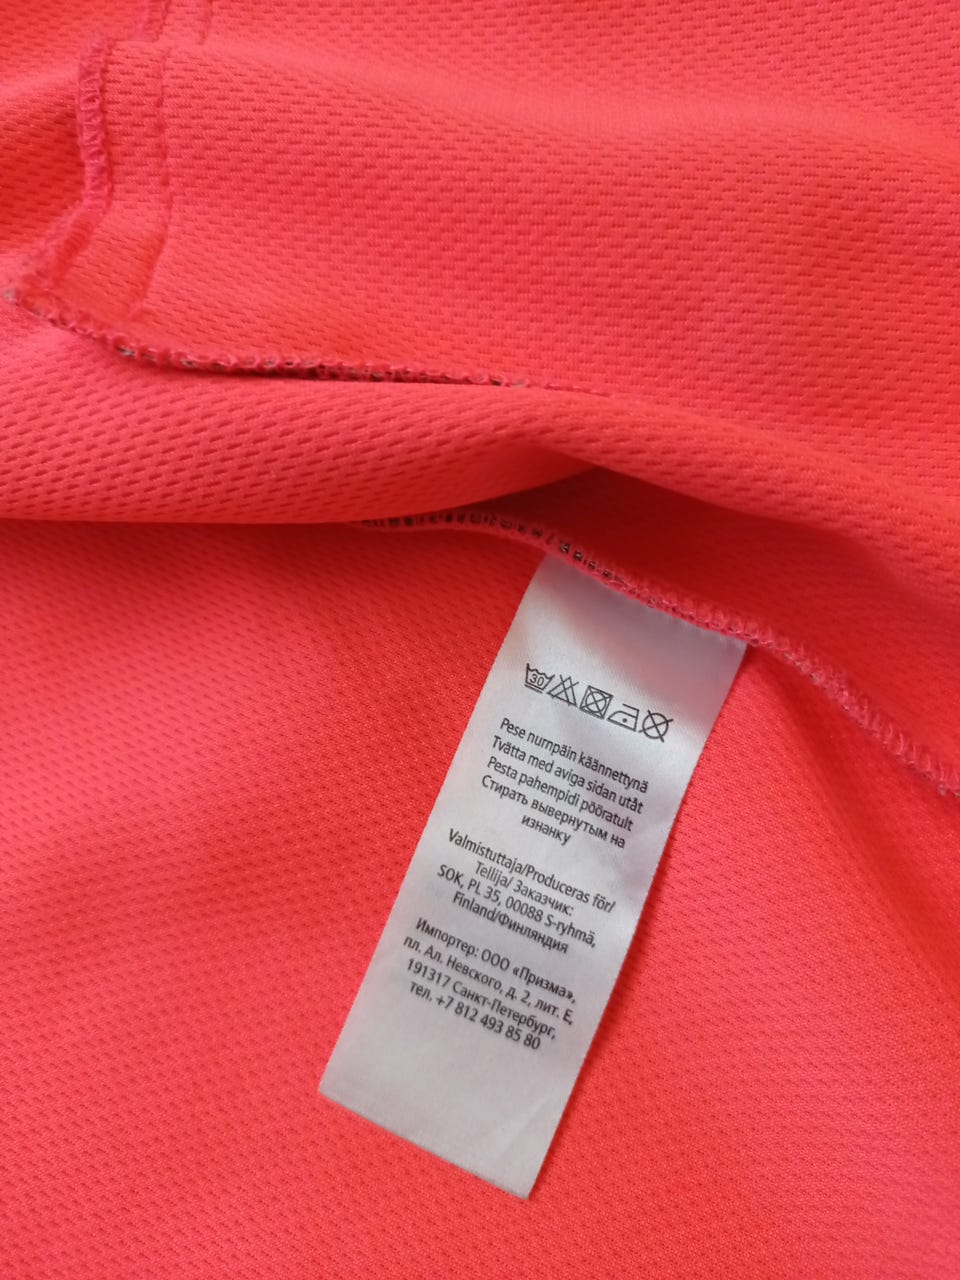 30
Pese nurinpäin käännettynä
Tvätta med aviga sidan utåt
Pesta pahempidi pööratult
Стирать вывернутым на
изнанку
Valmistuttaja/Produceras för/
Tellija/ Заказчик:
SOK, PL 35, 00088 S-ryhmä,
Finland/Финляндия
Импортер: ООО «Призма»,
пл. Ал. Невского, д. 2, лит. Е,
191317 Санкт-Петербург,
тел. +7 812 493 85 80